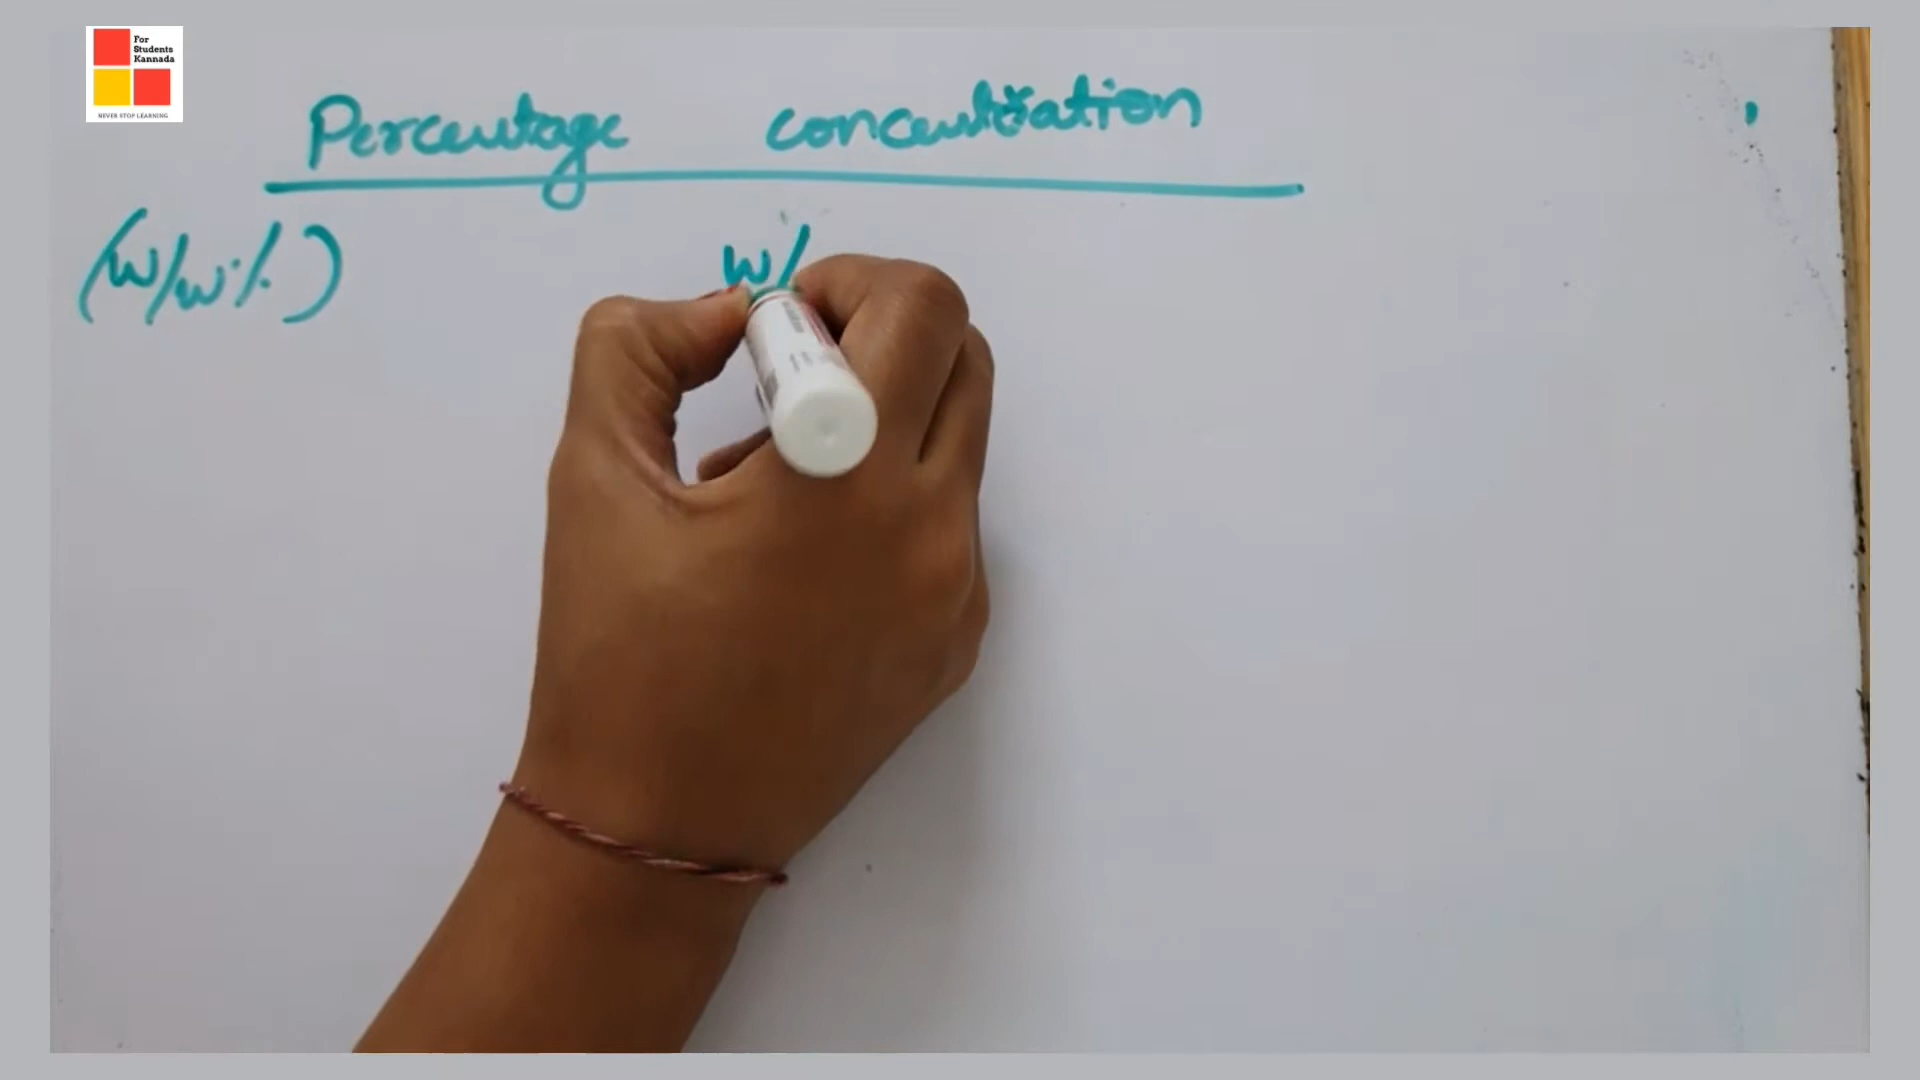 For
Students
Kannada
NEVER STOP LEARNING
Percentage concentration
(W/W %) W/